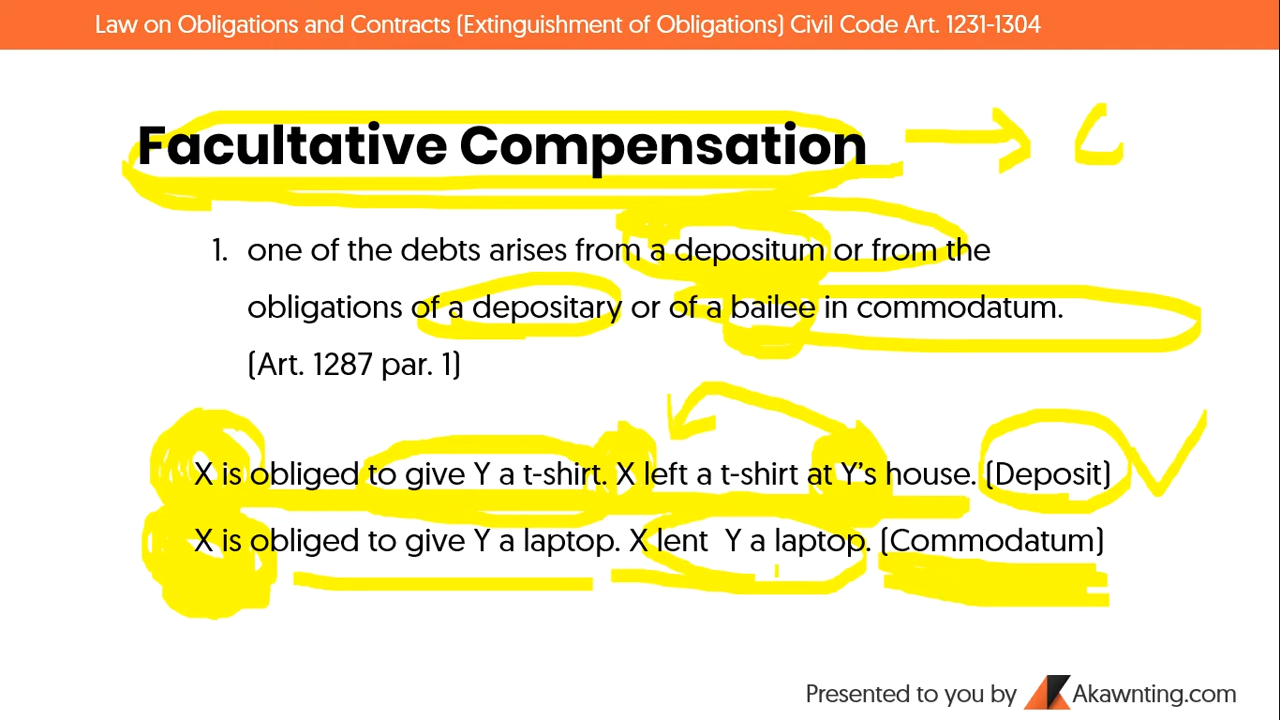 Law on Obligations and Contracts (Extinguishment of Obligations) Civil Code Art. 1231-1304
Facultative Compensation
1. one of the debts arises from a depositum or from the
obligations of a depositary or of a bailee in commodatum.
(Art. 1287 par. 1)
X is obliged to give Y a t-shirt. X left a t-shirt at Y's house. (Deposit)
X is obliged to give Y a laptop. X lent Y a laptop. (Commodatum)
Presented to you by Akawnting.com